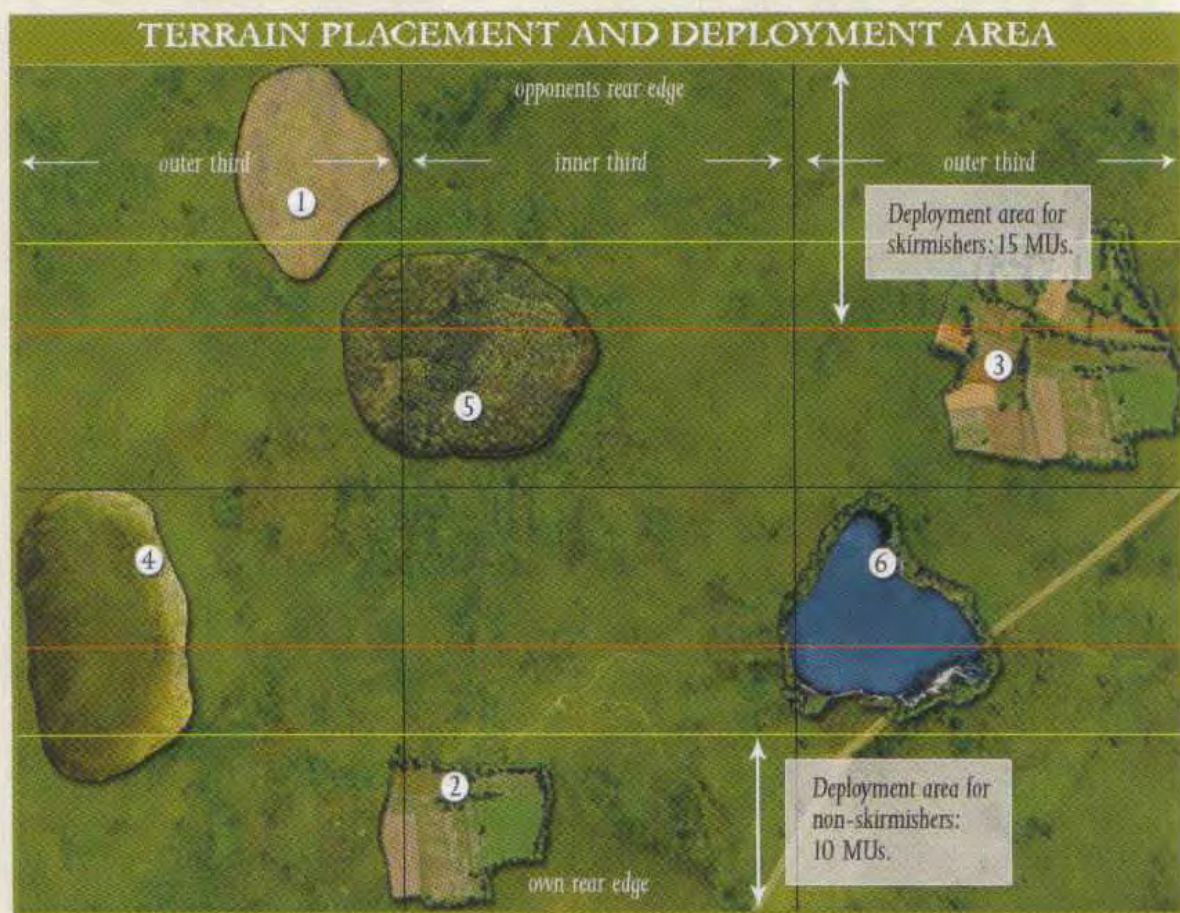 TERRAIN PLACEMENT AND DEPLOYMENT AREA
opponents rear edge
outer third
inner third
outer third
1
Deployment area for
skirmishers: 15 MUs.
3
5
4
6
2
Deployment area for
non-skirmishers:
10 MUs.
own rear edge